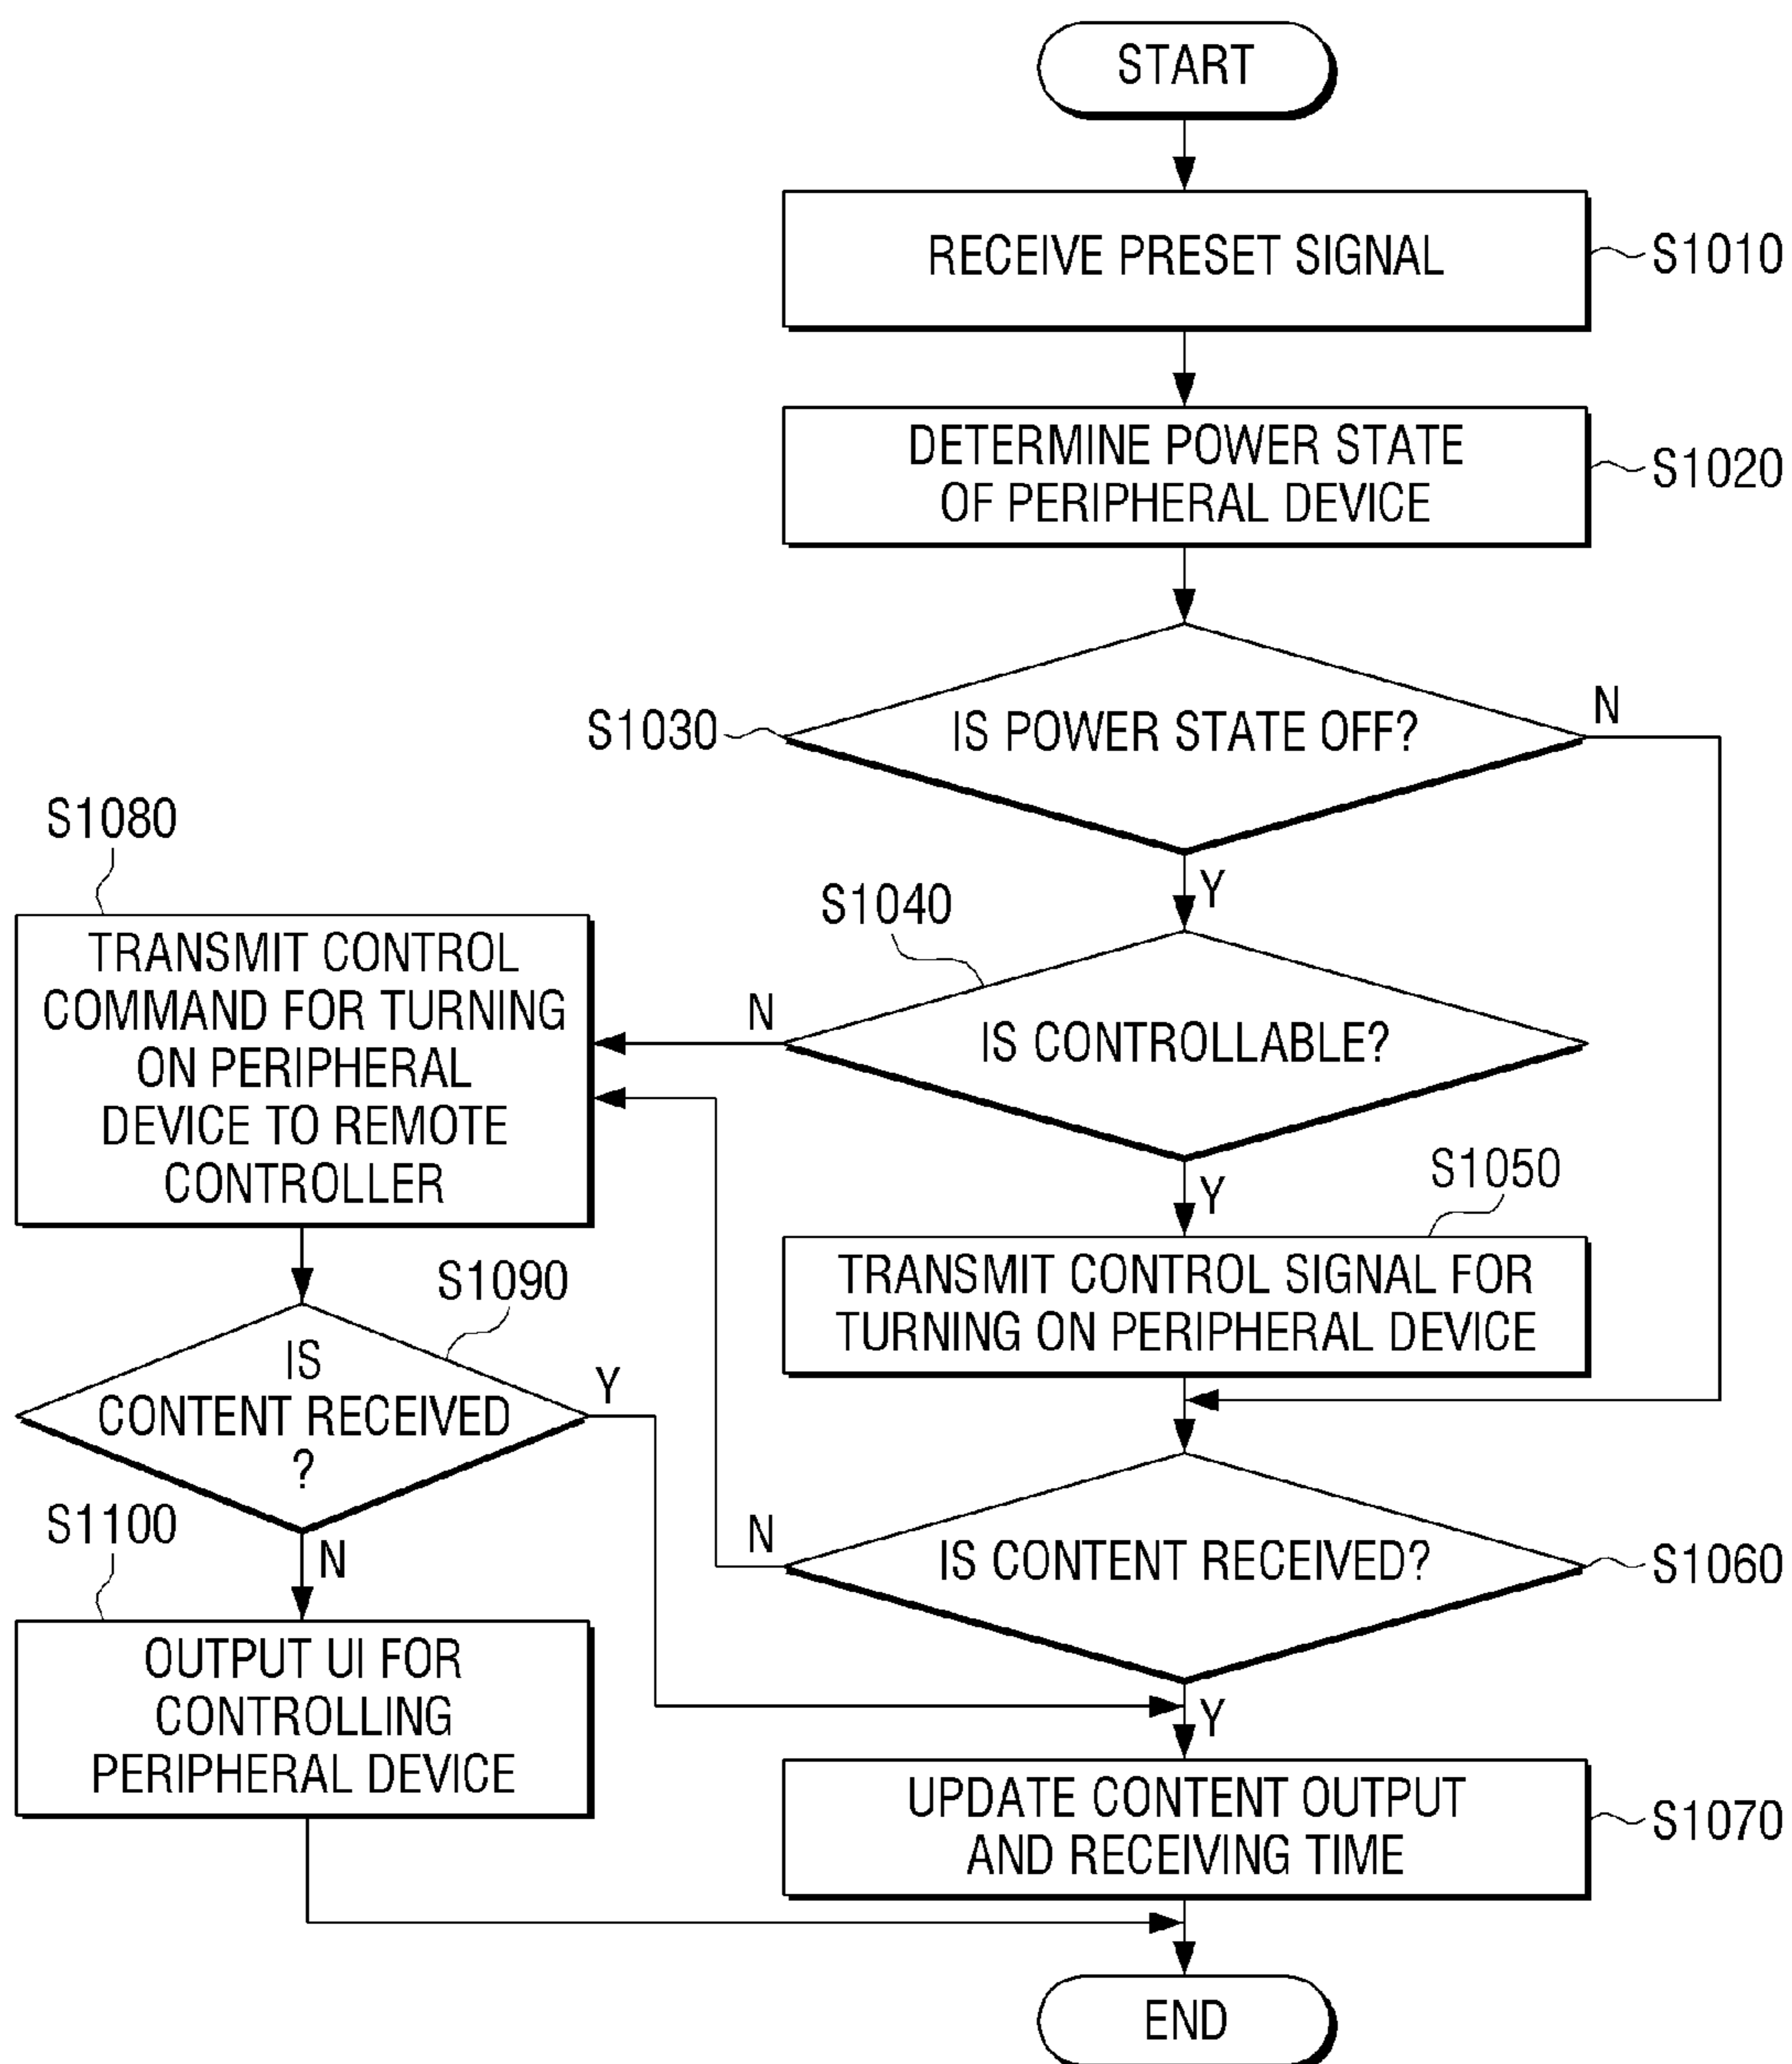 START
RECEIVE PRESET SIGNAL
S1010
DETERMINE POWER STATE
OF PERIPHERAL DEVICE
S1020
S1030
IS POWER STATE OFF?
N
Y
S1040
IS CONTROLLABLE?
N
Y
S1050
TRANSMIT CONTROL SIGNAL FOR
TURNING ON PERIPHERAL DEVICE
S1060
IS CONTENT RECEIVED?
N
Y
UPDATE CONTENT OUTPUT
AND RECEIVING TIME
S1070
S1080
TRANSMIT CONTROL
COMMAND FOR TURNING
ON PERIPHERAL
DEVICE TO REMOTE
CONTROLLER
S1090
IS
CONTENT RECEIVED
?
Y
N
S1100
OUTPUT UI FOR
CONTROLLING
PERIPHERAL DEVICE
END